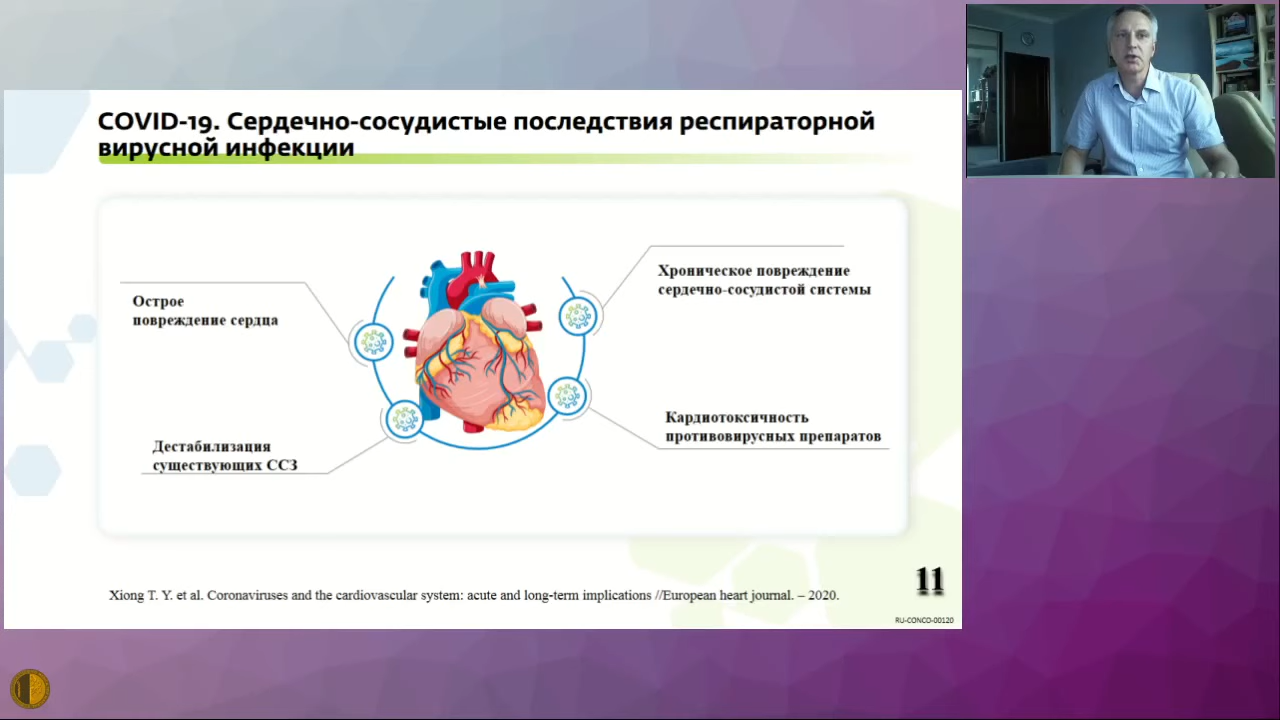 COVID-19. Сердечно-сосудистые последствия респираторной
вирусной инфекции
Острое
повреждение сердца
Хроническое повреждение
сердечно-сосудистой системы
Дестабилизация
существующих ССЗ
Кардиотоксичность
противовирусных препаратов
Xiong T. Y. et al. Coronaviruses and the cardiovascular system: acute and long-term implications //European heart journal. – 2020.
11
RU-CONCO-00120